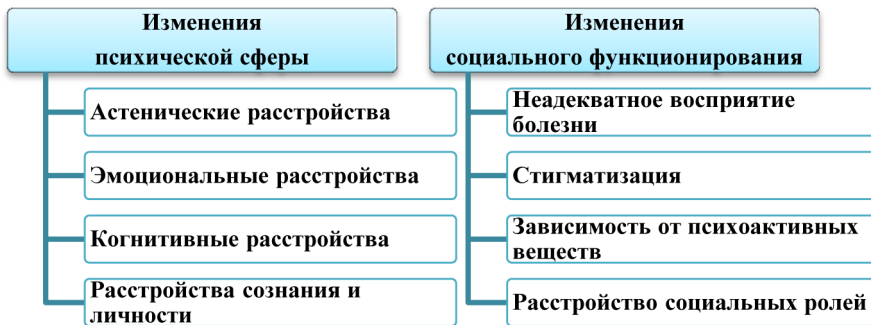 Изменения
психической сферы
Астенические расстройства
Эмоциональные расстройства
Когнитивные расстройства
Расстройства сознания и
личности
Изменения
социального функционирования
Неадекватное восприятие
болезни
Стигматизация
Зависимость от психоактивных
веществ
Расстройство социальных ролей